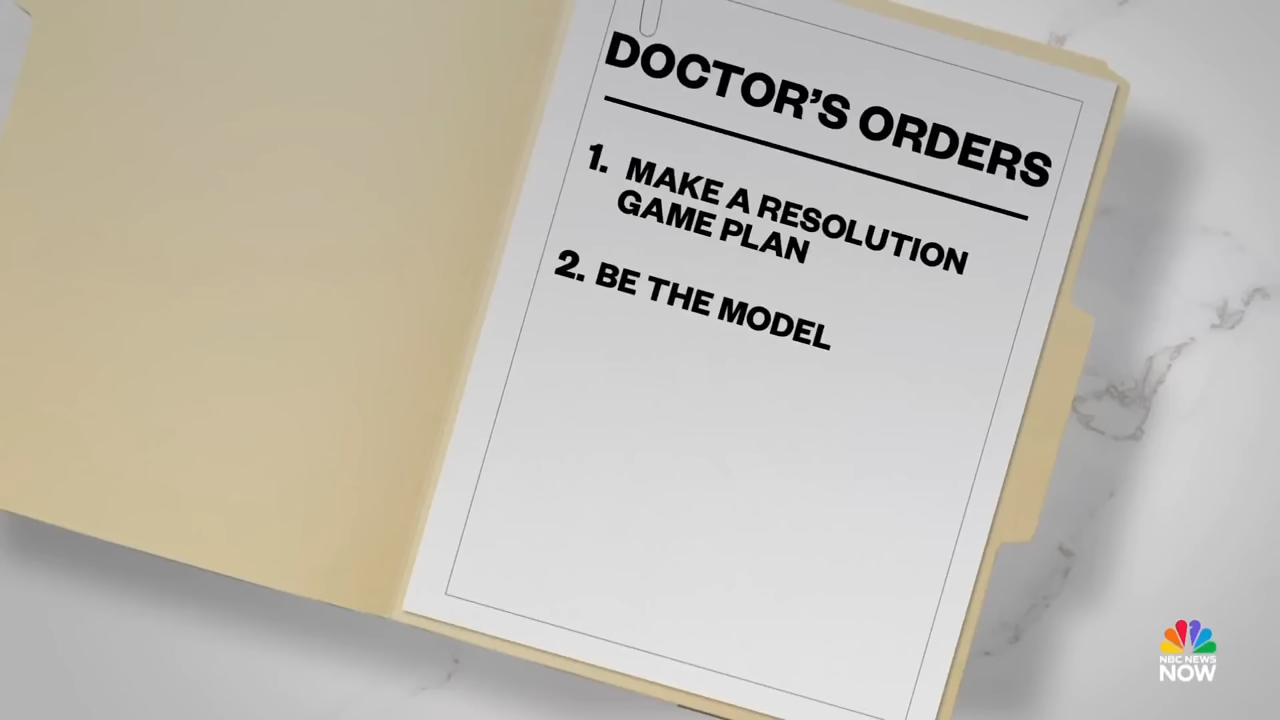 DOCTOR'S ORDERS
1. MAKE A RESOLUTION
GAME PLAN
2. BE THE MODEL
NBC NEWS
NOW